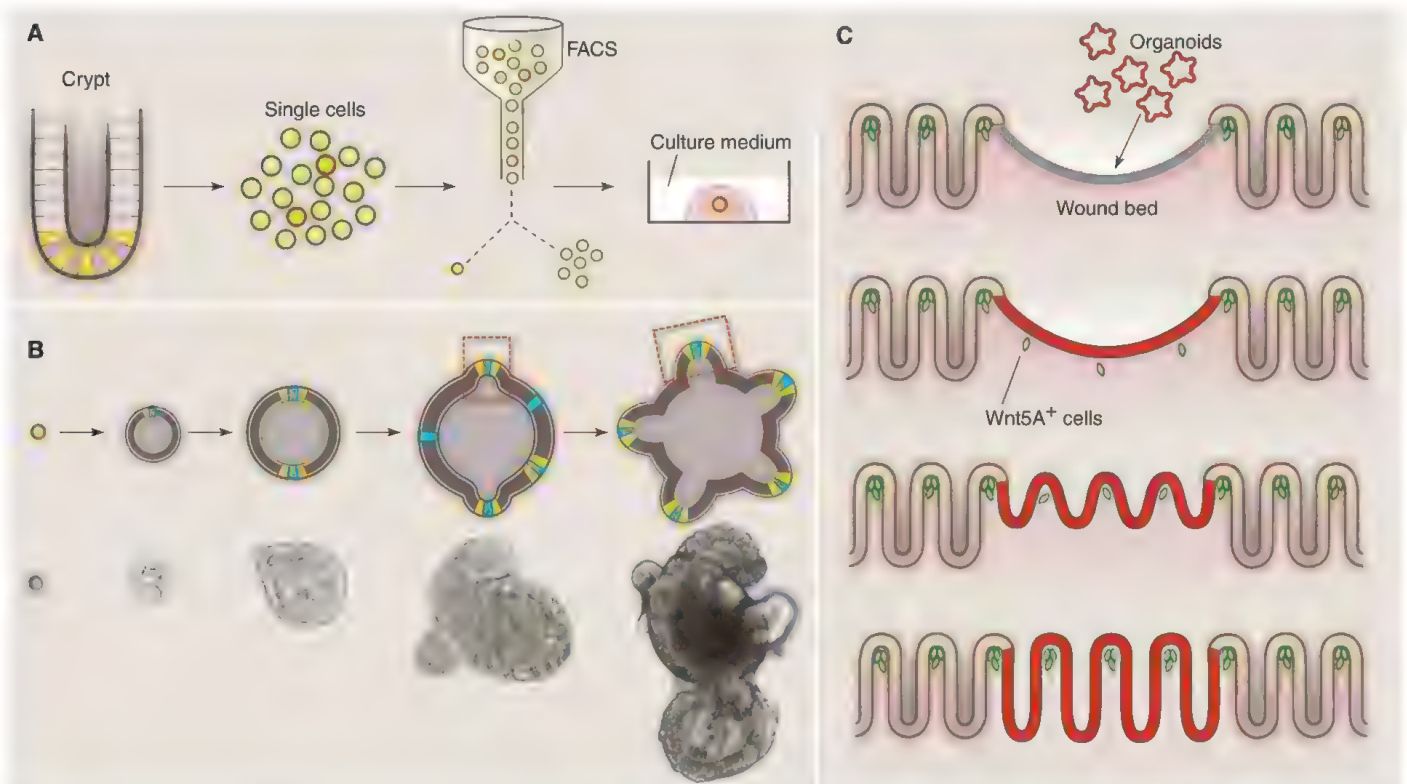 A
Crypt
Single cells
FACS
Culture medium
B
C
Organoids
Wound bed
Wnt5A+ cells